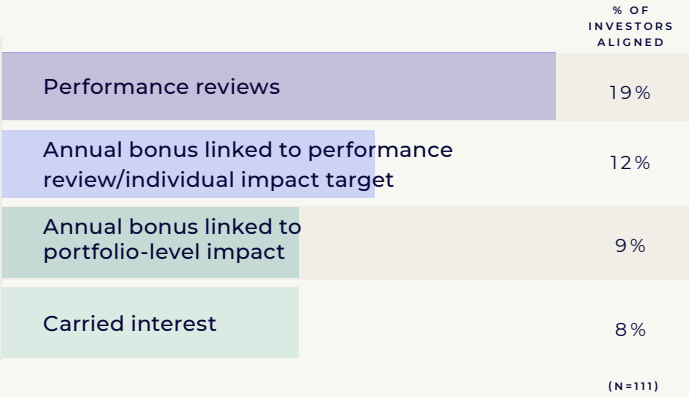 % OF
INVESTORS
ALIGNED
Performance reviews
19%
Annual bonus linked to performance
review/individual impact target
12%
Annual bonus linked to
portfolio-level impact
9%
Carried interest
8%
(N=111)